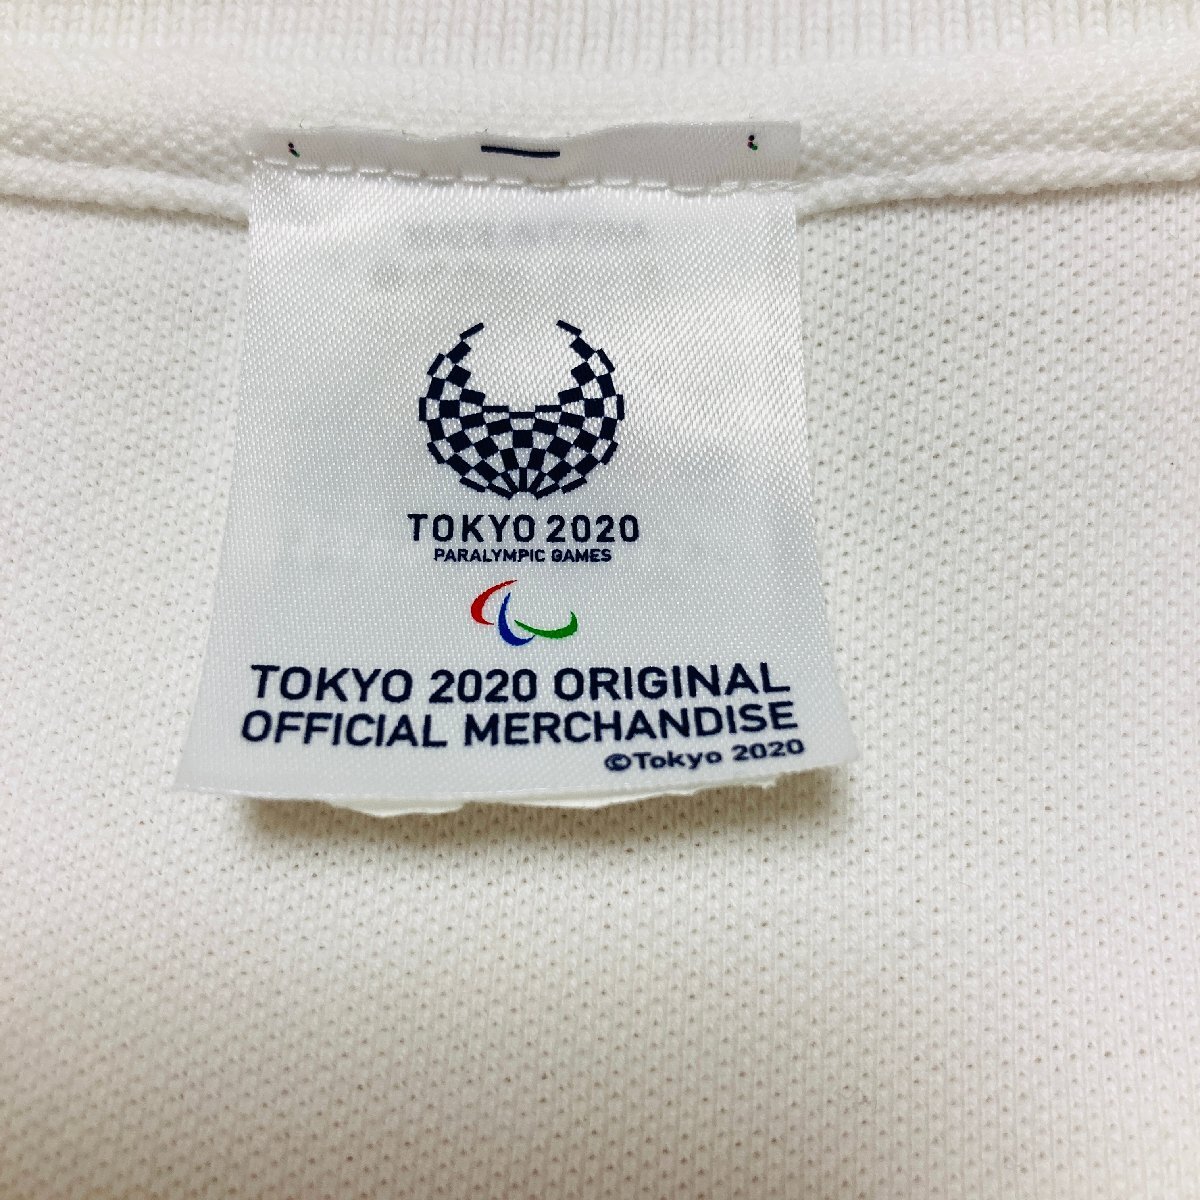 TOKYO 2020
PARALYMPIC GAMES
TOKYO 2020 ORIGINAL
OFFICIAL MERCHANDISE
©Tokyo 2020